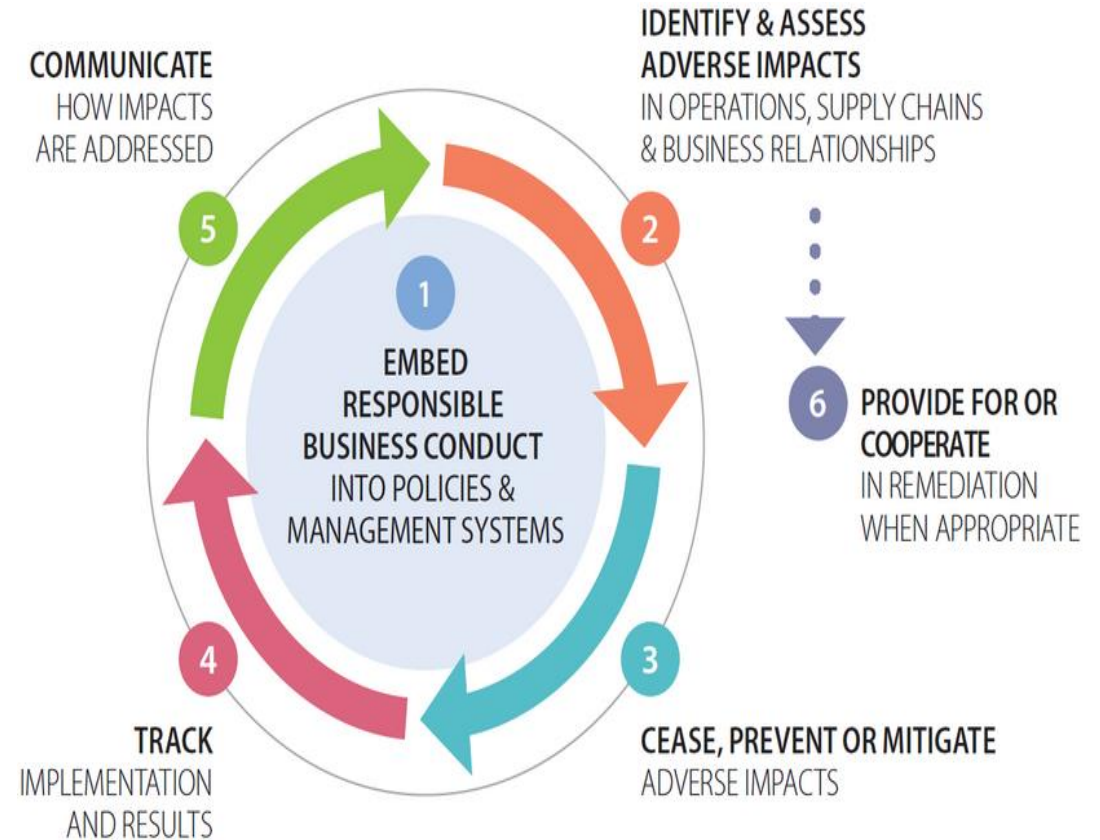 COMMUNICATE
HOW IMPACTS
ARE ADDRESSED
IDENTIFY & ASSESS
ADVERSE IMPACTS
IN OPERATIONS, SUPPLY CHAINS
& BUSINESS RELATIONSHIPS
5
2
1
EMBED
RESPONSIBLE
BUSINESS CONDUCT
INTO POLICIES &
MANAGEMENT SYSTEMS
6
PROVIDE FOR OR
COOPERATE
IN REMEDIATION
WHEN APPROPRIATE
4
3
TRACK
IMPLEMENTATION
AND RESULTS
CEASE, PREVENT OR MITIGATE
ADVERSE IMPACTS